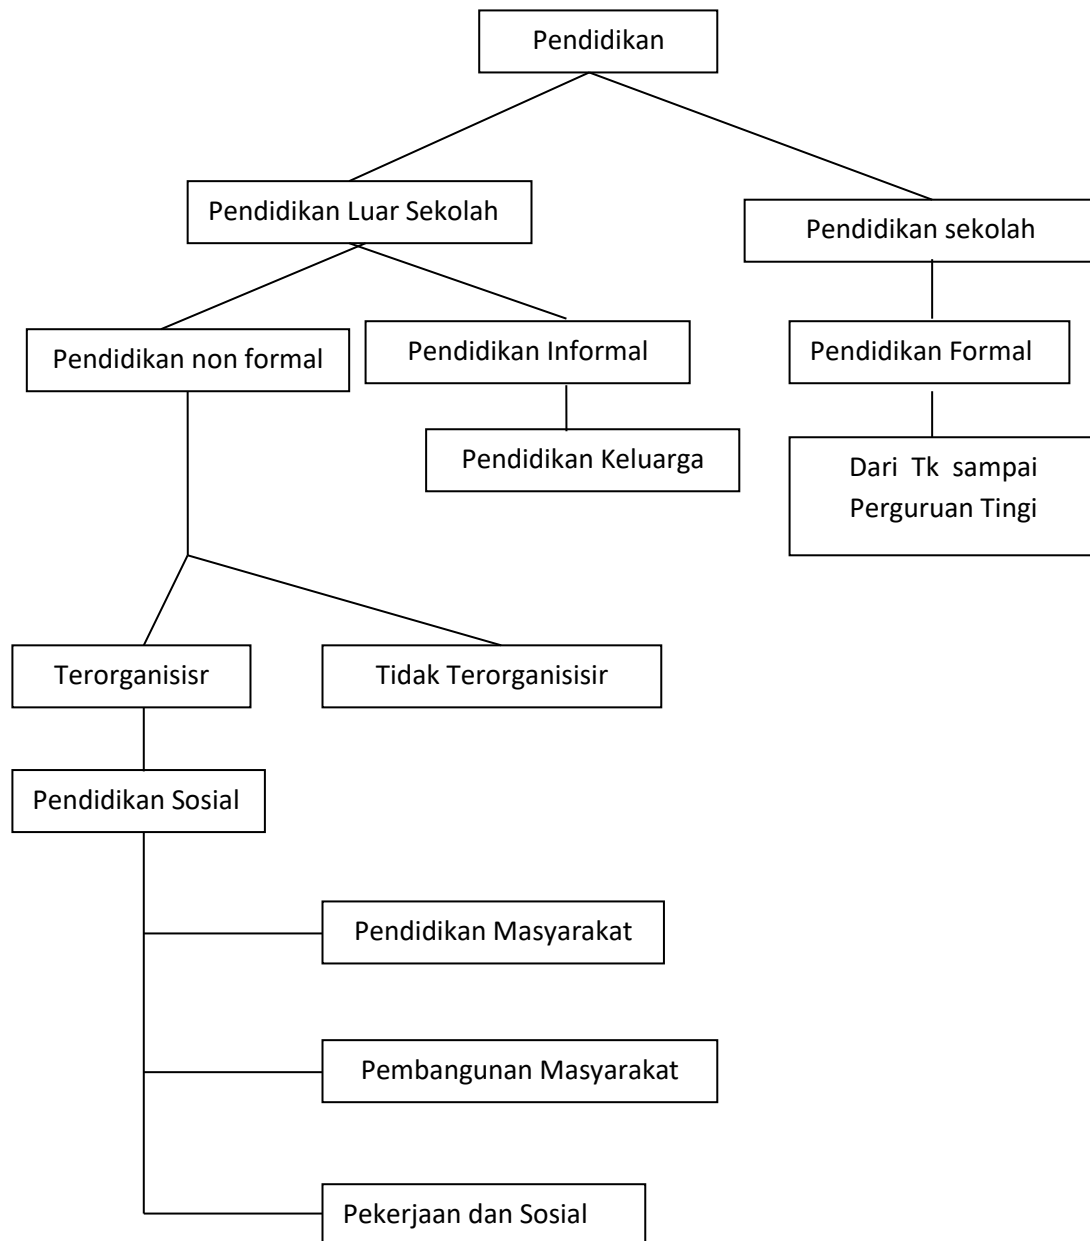 Pendidikan
Pendidikan Luar Sekolah
Pendidikan sekolah
Pendidikan non formal
Pendidikan Informal
Pendidikan Formal
Pendidikan Keluarga
Dari Tk sampai
Perguruan Tingi
Terorganisisr
Tidak Terorganisisir
Pendidikan Sosial
Pendidikan Masyarakat
Pembangunan Masyarakat
Pekerjaan dan Sosial